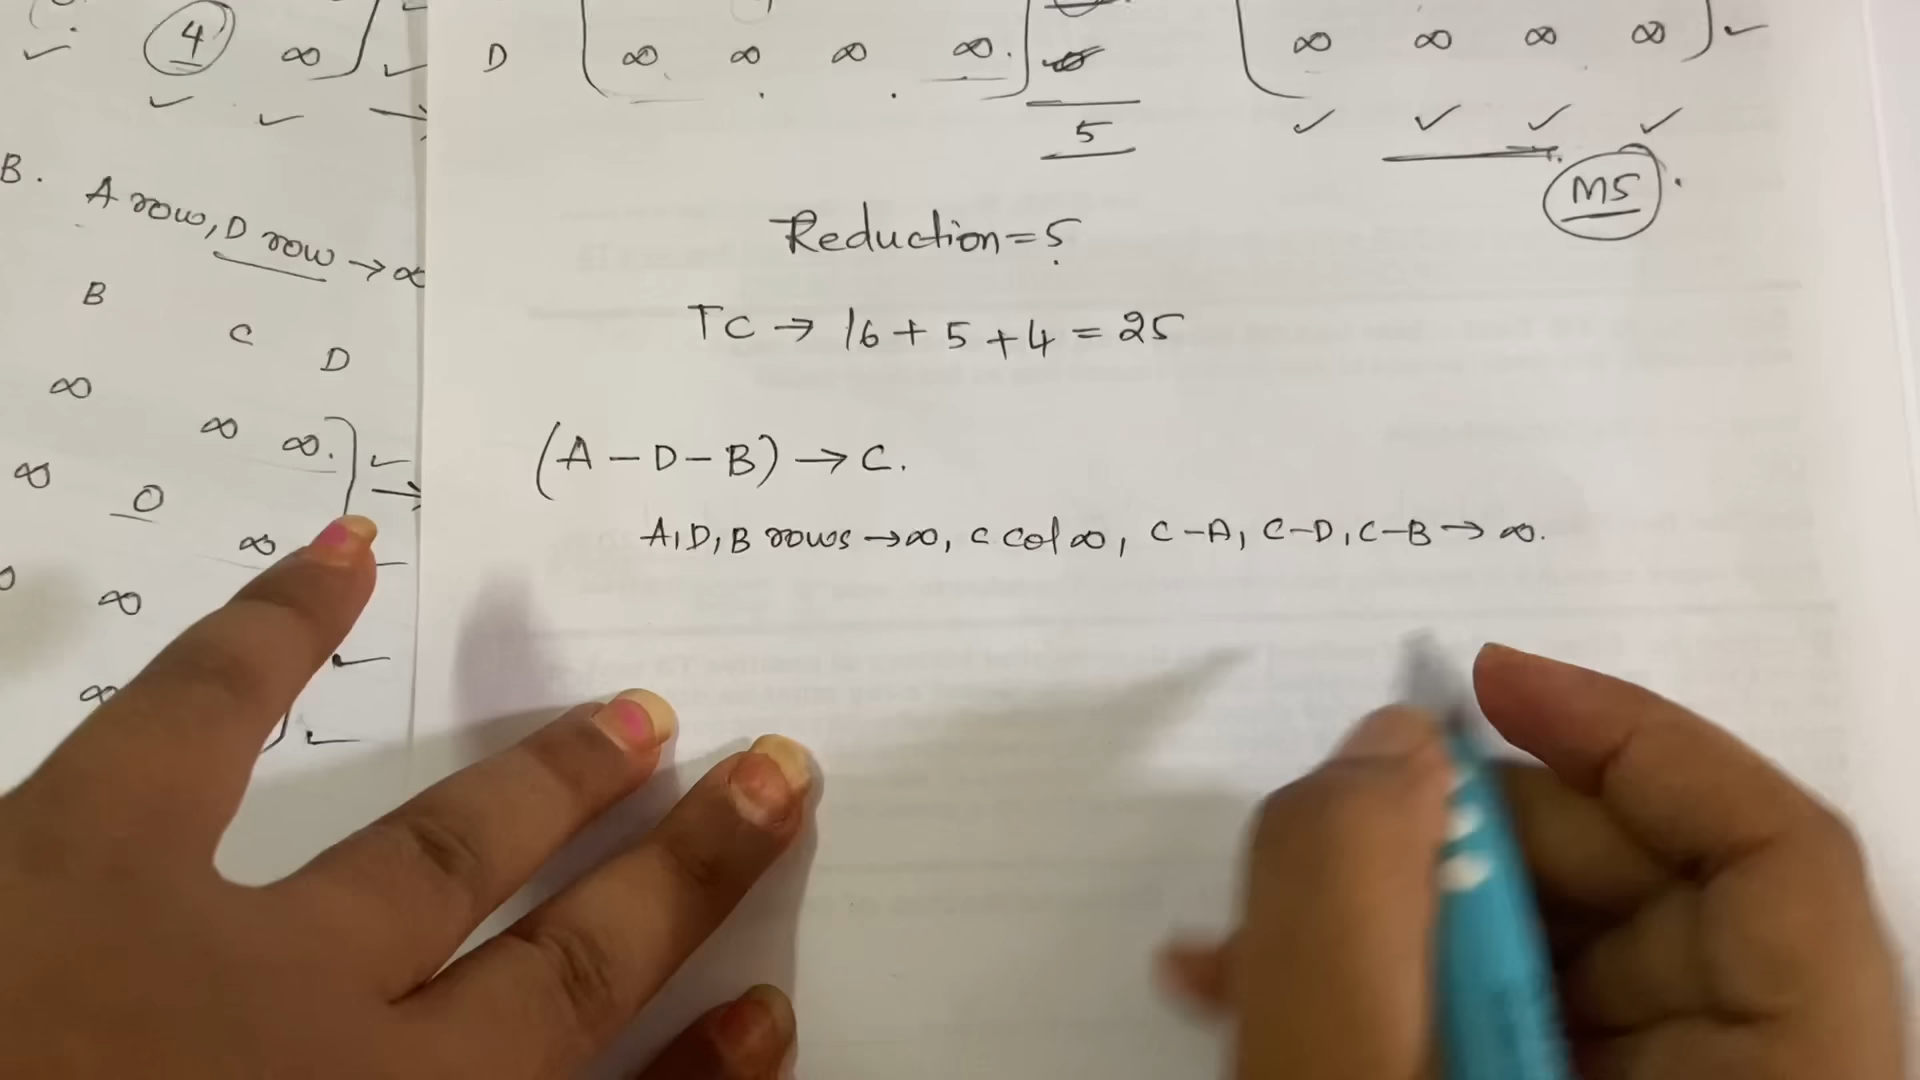 4 ∞
B. A row, D row → ∝
B C D
∞ ∞ ∞.
∞ 0 ∞
∞
∞
D ∞ ∞ ∞ ∞.
5
∞ ∞ ∞ ∞
M5.
Reduction = 5
TC → 16 + 5 + 4 = 25
(A - D - B) → C.
A, D, B rows → ∞, C col ∞, C-A, C-D, C-B → ∞.